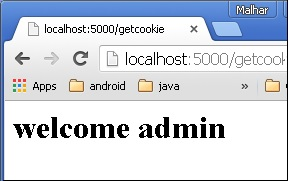 Malhar
localhost:5000/getcookie
localhost:5000/getcookie
Apps android java »
welcome admin